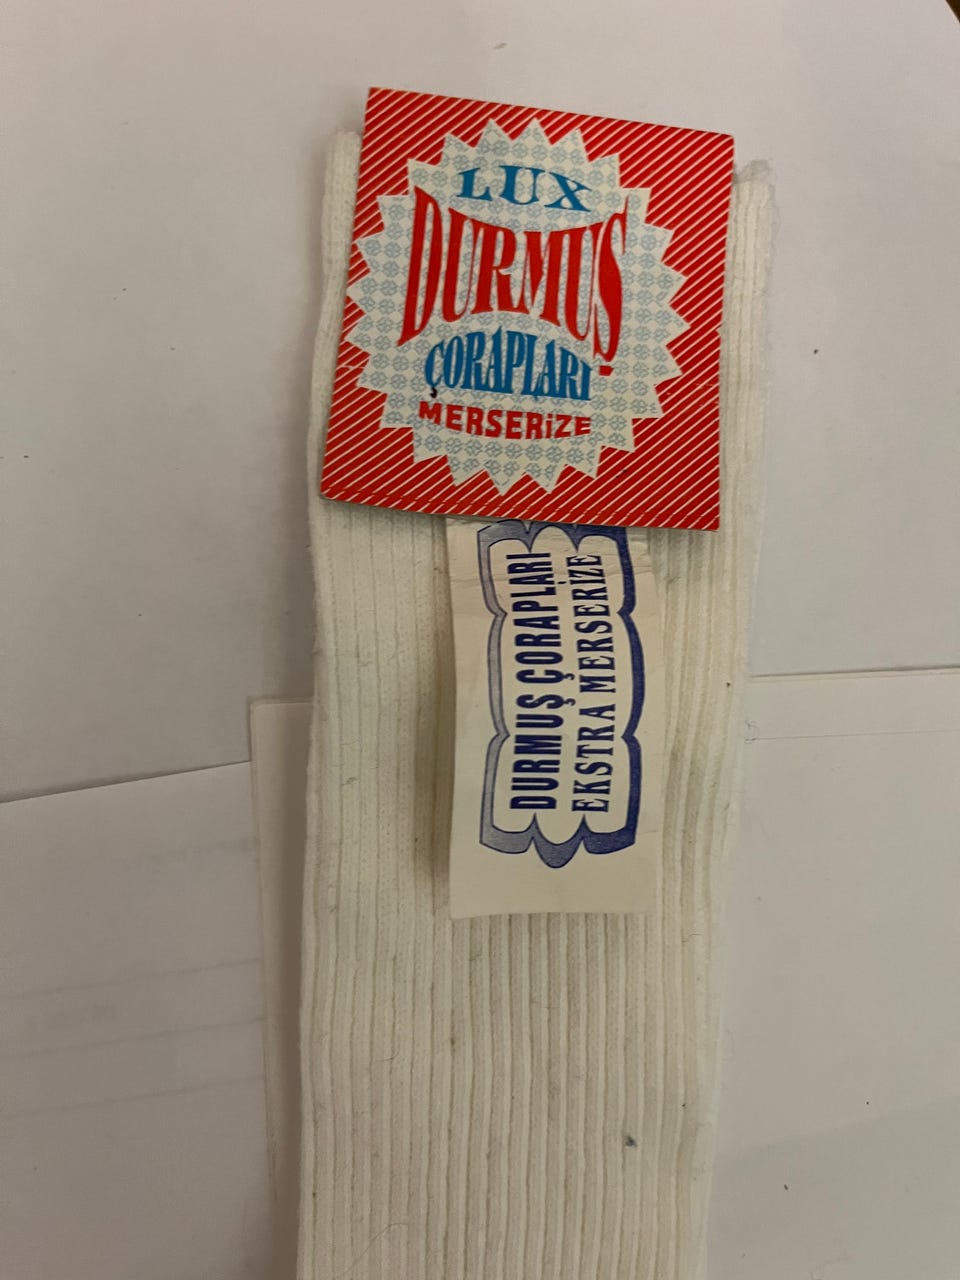 LUX
DURMUŞ
ÇORAPLARI
MERSERİZE
DURMUŞ ÇORAPLARI
EKSTRA MERSERİZE